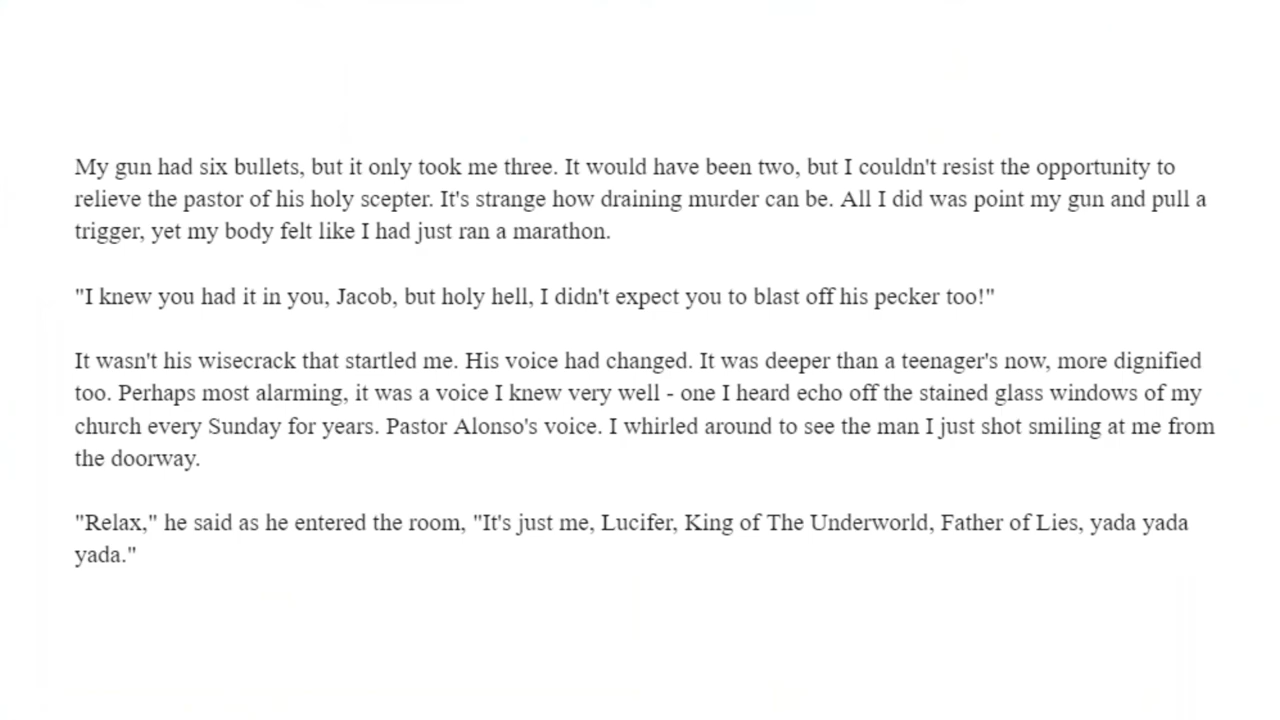 My gun had six bullets, but it only took me three. It would have been two, but I couldn't resist the opportunity to
relieve the pastor of his holy scepter. It's strange how draining murder can be. All I did was point my gun and pull a
trigger, yet my body felt like I had just ran a marathon.
"I knew you had it in you, Jacob, but holy hell, I didn't expect you to blast off his pecker too!"
It wasn't his wisecrack that startled me. His voice had changed. It was deeper than a teenager's now, more dignified
too. Perhaps most alarming, it was a voice I knew very well - one I heard echo off the stained glass windows of my
church every Sunday for years. Pastor Alonso's voice. I whirled around to see the man I just shot smiling at me from
the doorway.
"Relax," he said as he entered the room, "It's just me, Lucifer, King of The Underworld, Father of Lies, yada yada
yada."